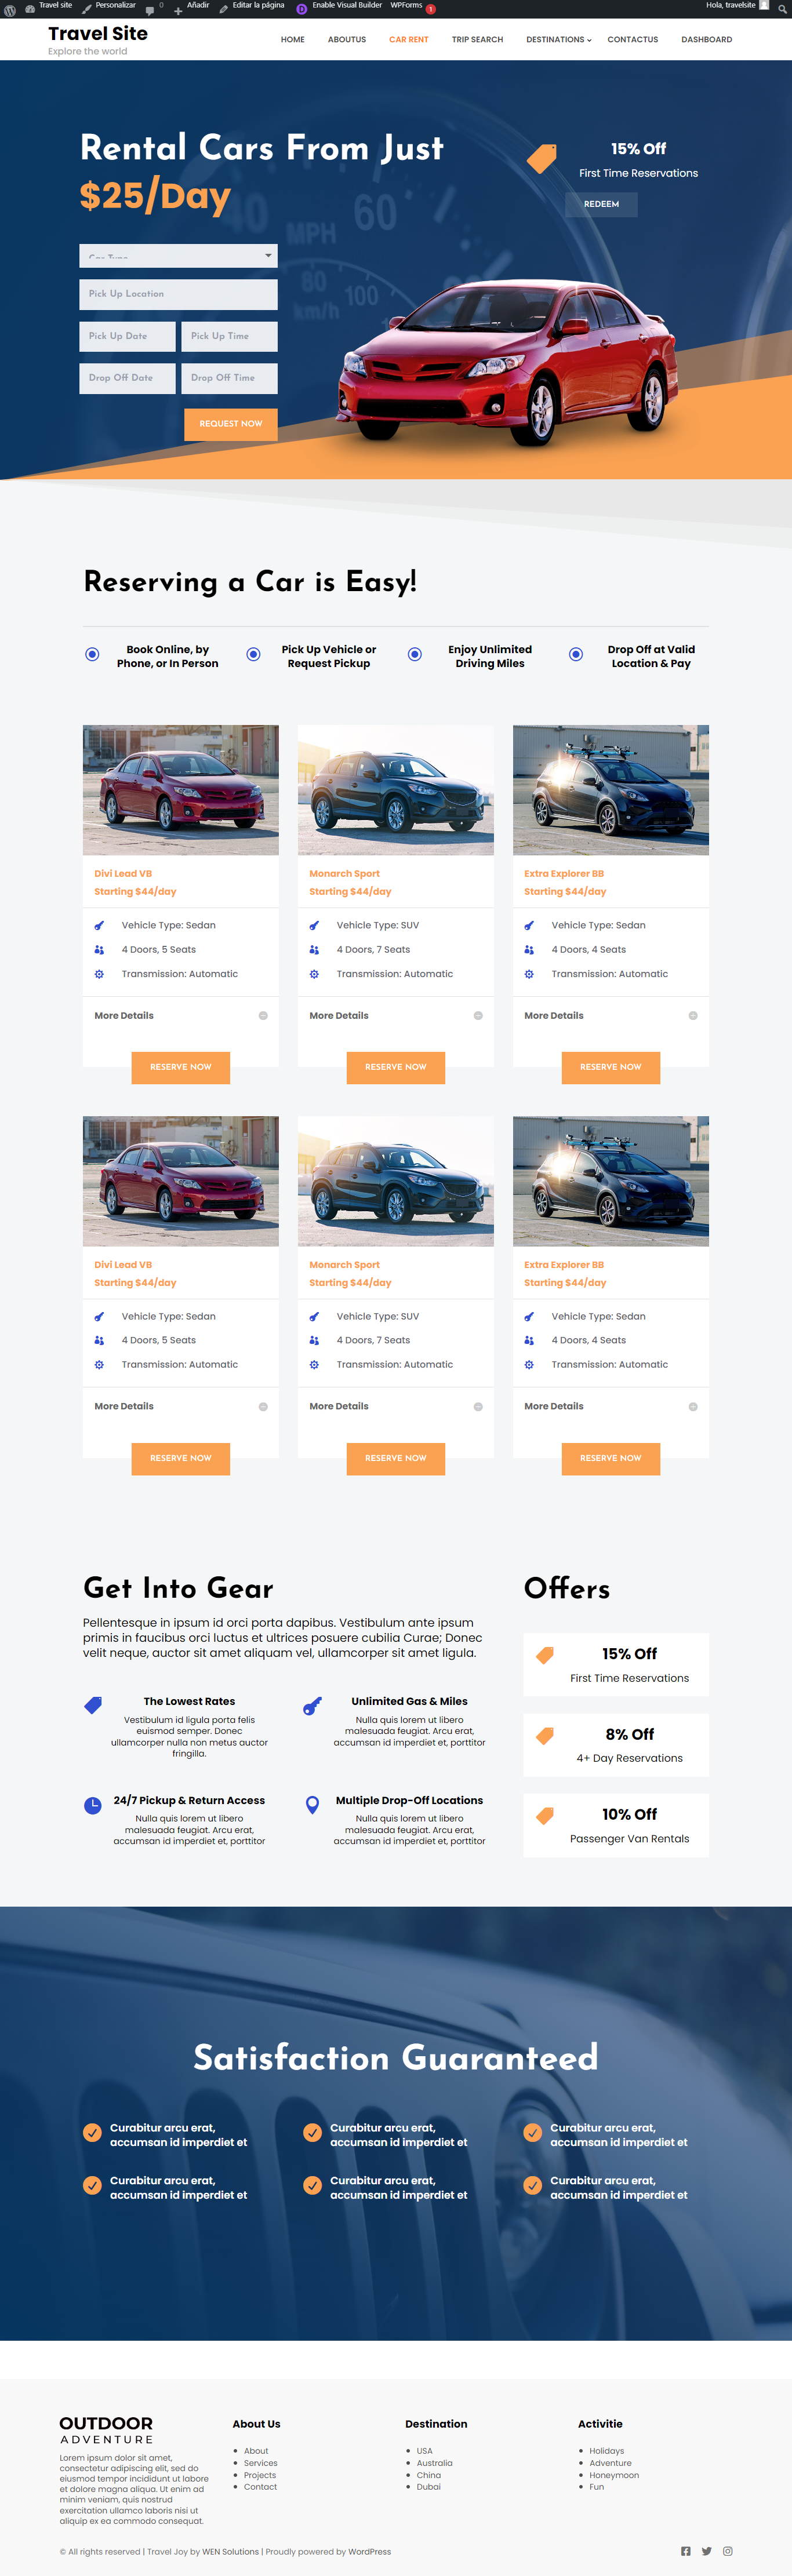 Travel site Personalizar 0 Añadir Editar la página Enable Visual Builder WPForms 1 Hola, travelsite
Travel Site
Explore the world
HOME ABOUTUS CAR RENT TRIP SEARCH DESTINATIONS CONTACTUS DASHBOARD
Rental Cars From Just
$25/Day
15% Off
First Time Reservations
REDEEM
40 60
MPH
80 100
km/h
Car Type
Pick Up Location
Pick Up Date Pick Up Time
Drop Off Date Drop Off Time
REQUEST NOW
Reserving a Car is Easy!
Book Online, by
Phone, or In Person
Pick Up Vehicle or
Request Pickup
Enjoy Unlimited
Driving Miles
Drop Off at Valid
Location & Pay
Divi Lead VB
Starting $44/day
Vehicle Type: Sedan
4 Doors, 5 Seats
Transmission: Automatic
More Details
RESERVE NOW
Monarch Sport
Starting $44/day
Vehicle Type: SUV
4 Doors, 7 Seats
Transmission: Automatic
More Details
RESERVE NOW
Extra Explorer BB
Starting $44/day
Vehicle Type: Sedan
4 Doors, 4 Seats
Transmission: Automatic
More Details
RESERVE NOW
Divi Lead VB
Starting $44/day
Vehicle Type: Sedan
4 Doors, 5 Seats
Transmission: Automatic
More Details
RESERVE NOW
Monarch Sport
Starting $44/day
Vehicle Type: SUV
4 Doors, 7 Seats
Transmission: Automatic
More Details
RESERVE NOW
Extra Explorer BB
Starting $44/day
Vehicle Type: Sedan
4 Doors, 4 Seats
Transmission: Automatic
More Details
RESERVE NOW
Get Into Gear
Pellentesque in ipsum id orci porta dapibus. Vestibulum ante ipsum
primis in faucibus orci luctus et ultrices posuere cubilia Curae; Donec
velit neque, auctor sit amet aliquam vel, ullamcorper sit amet ligula.
The Lowest Rates
Vestibulum id ligula porta felis
euismod semper. Donec
ullamcorper nulla non metus auctor
fringilla.
Unlimited Gas & Miles
Nulla quis lorem ut libero
malesuada feugiat. Arcu erat,
accumsan id imperdiet et, porttitor
24/7 Pickup & Return Access
Nulla quis lorem ut libero
malesuada feugiat. Arcu erat,
accumsan id imperdiet et, porttitor
Multiple Drop-Off Locations
Nulla quis lorem ut libero
malesuada feugiat. Arcu erat,
accumsan id imperdiet et, porttitor
Offers
15% Off
First Time Reservations
8% Off
4+ Day Reservations
10% Off
Passenger Van Rentals
Satisfaction Guaranteed
Curabitur arcu erat,
accumsan id imperdiet et
Curabitur arcu erat,
accumsan id imperdiet et
Curabitur arcu erat,
accumsan id imperdiet et
Curabitur arcu erat,
accumsan id imperdiet et
Curabitur arcu erat,
accumsan id imperdiet et
Curabitur arcu erat,
accumsan id imperdiet et
OUTDOOR
ADVENTURE
Lorem ipsum dolor sit amet,
consectetur adipiscing elit, sed do
eiusmod tempor incididunt ut labore
et dolore magna aliqua. Ut enim ad
minim veniam, quis nostrud
exercitation ullamco laboris nisi ut
aliquip ex ea commodo consequat.
About Us
About
Services
Projects
Contact
Destination
USA
Australia
China
Dubai
Activitie
Holidays
Adventure
Honeymoon
Fun
© All rights reserved | Travel Joy by WEN Solutions | Proudly powered by WordPress